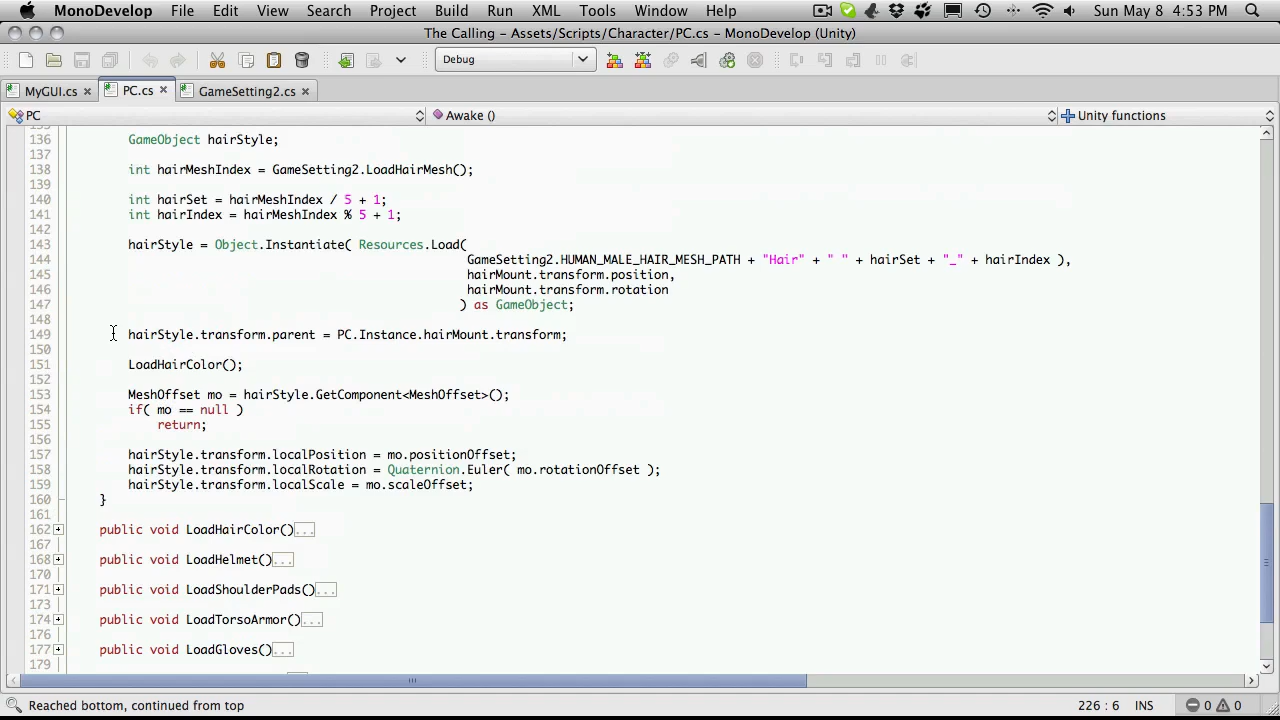 MonoDevelop File Edit View Search Project Build Run XML Tools Window Help Sun May 8 4:53 PM
The Calling - Assets/Scripts/Character/PC.cs - MonoDevelop (Unity)
Debug
MyGUI.cs × PC.cs × GameSetting2.cs ×
PC Awake () Unity functions
135
136 GameObject hairStyle;
137
138 int hairMeshIndex = GameSetting2.LoadHairMesh();
139
140 int hairSet = hairMeshIndex / 5 + 1;
141 int hairIndex = hairMeshIndex % 5 + 1;
142
143 hairStyle = Object.Instantiate( Resources.Load(
144 GameSetting2.HUMAN_MALE_HAIR_MESH_PATH + "Hair" + " " + hairSet + "_" + hairIndex ),
145 hairMount.transform.position,
146 hairMount.transform.rotation
147 ) as GameObject;
148
149 hairStyle.transform.parent = PC.Instance.hairMount.transform;
150
151 LoadHairColor();
152
153 MeshOffset mo = hairStyle.GetComponent<MeshOffset>();
154 if( mo == null )
155 return;
156
157 hairStyle.transform.localPosition = mo.positionOffset;
158 hairStyle.transform.localRotation = Quaternion.Euler( mo.rotationOffset );
159 hairStyle.transform.localScale = mo.scaleOffset;
160 }
161
162 public void LoadHairColor()...
167
168 public void LoadHelmet()...
170
171 public void LoadShoulderPads()...
173
174 public void LoadTorsoArmor()...
176
177 public void LoadGloves()...
179
Reached bottom, continued from top 226 : 6 INS 0 0